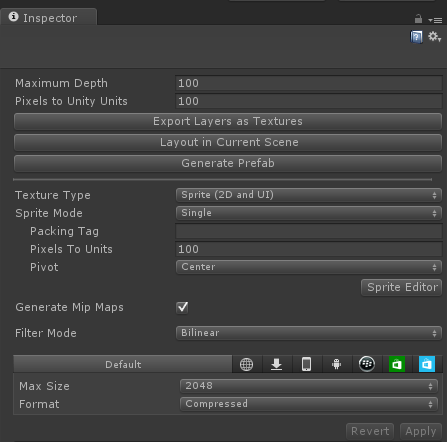 Inspector
Maximum Depth 100
Pixels to Unity Units 100
Export Layers as Textures
Layout in Current Scene
Generate Prefab
Texture Type Sprite (2D and UI)
Sprite Mode Single
Packing Tag
Pixels To Units 100
Pivot Center
Sprite Editor
Generate Mip Maps
Filter Mode Bilinear
Default
Max Size 2048
Format Compressed
Revert Apply